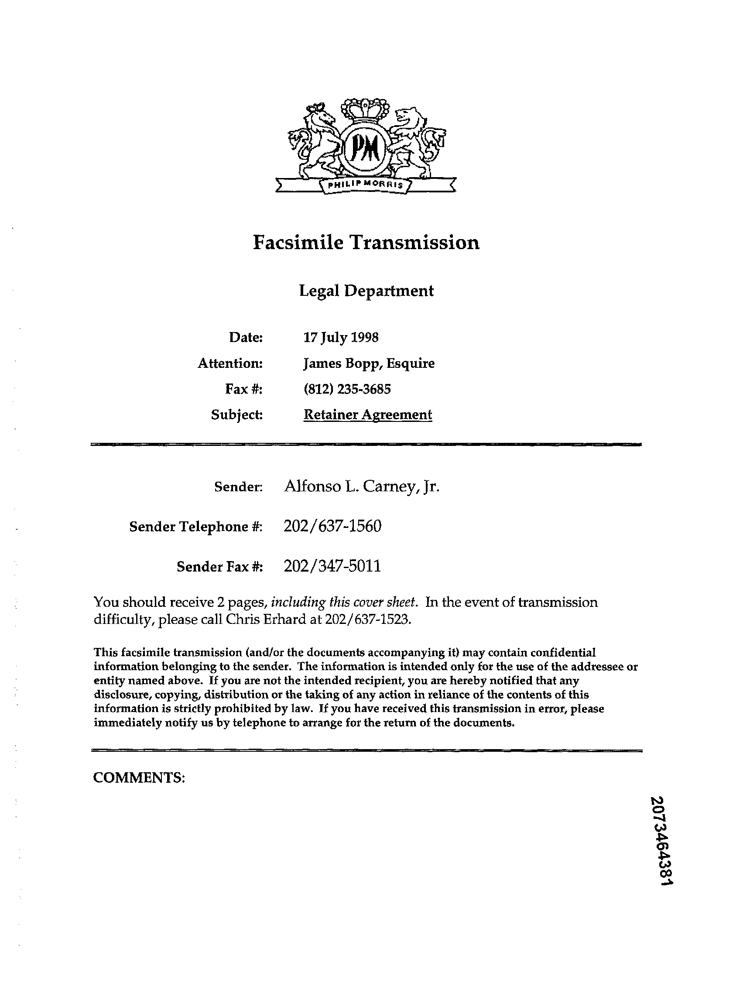 PM
PHILIP MORRIS
Facsimile Transmission
Legal Department
Date: 17 July 1998
Attention: James Bopp, Esquire
Fax #: (812) 235-3685
Subject: Retainer Agreement
Sender: Alfonso L. Carney, Jr.
Sender Telephone #: 202/637-1560
Sender Fax #: 202/347-5011
You should receive 2 pages, including this cover sheet. In the event of transmission
difficulty, please call Chris Erhard at 202/637-1523.
This facsimile transmission (and/or the documents accompanying it) may contain confidential
information belonging to the sender. The information is intended only for the use of the addressee or
entity named above. If you are not the intended recipient, you are hereby notified that any
disclosure, copying, distribution or the taking of any action in reliance of the contents of this
information is strictly prohibited by law. If you have received this transmission in error, please
immediately notify us by telephone to arrange for the return of the documents.
COMMENTS:
2073464381